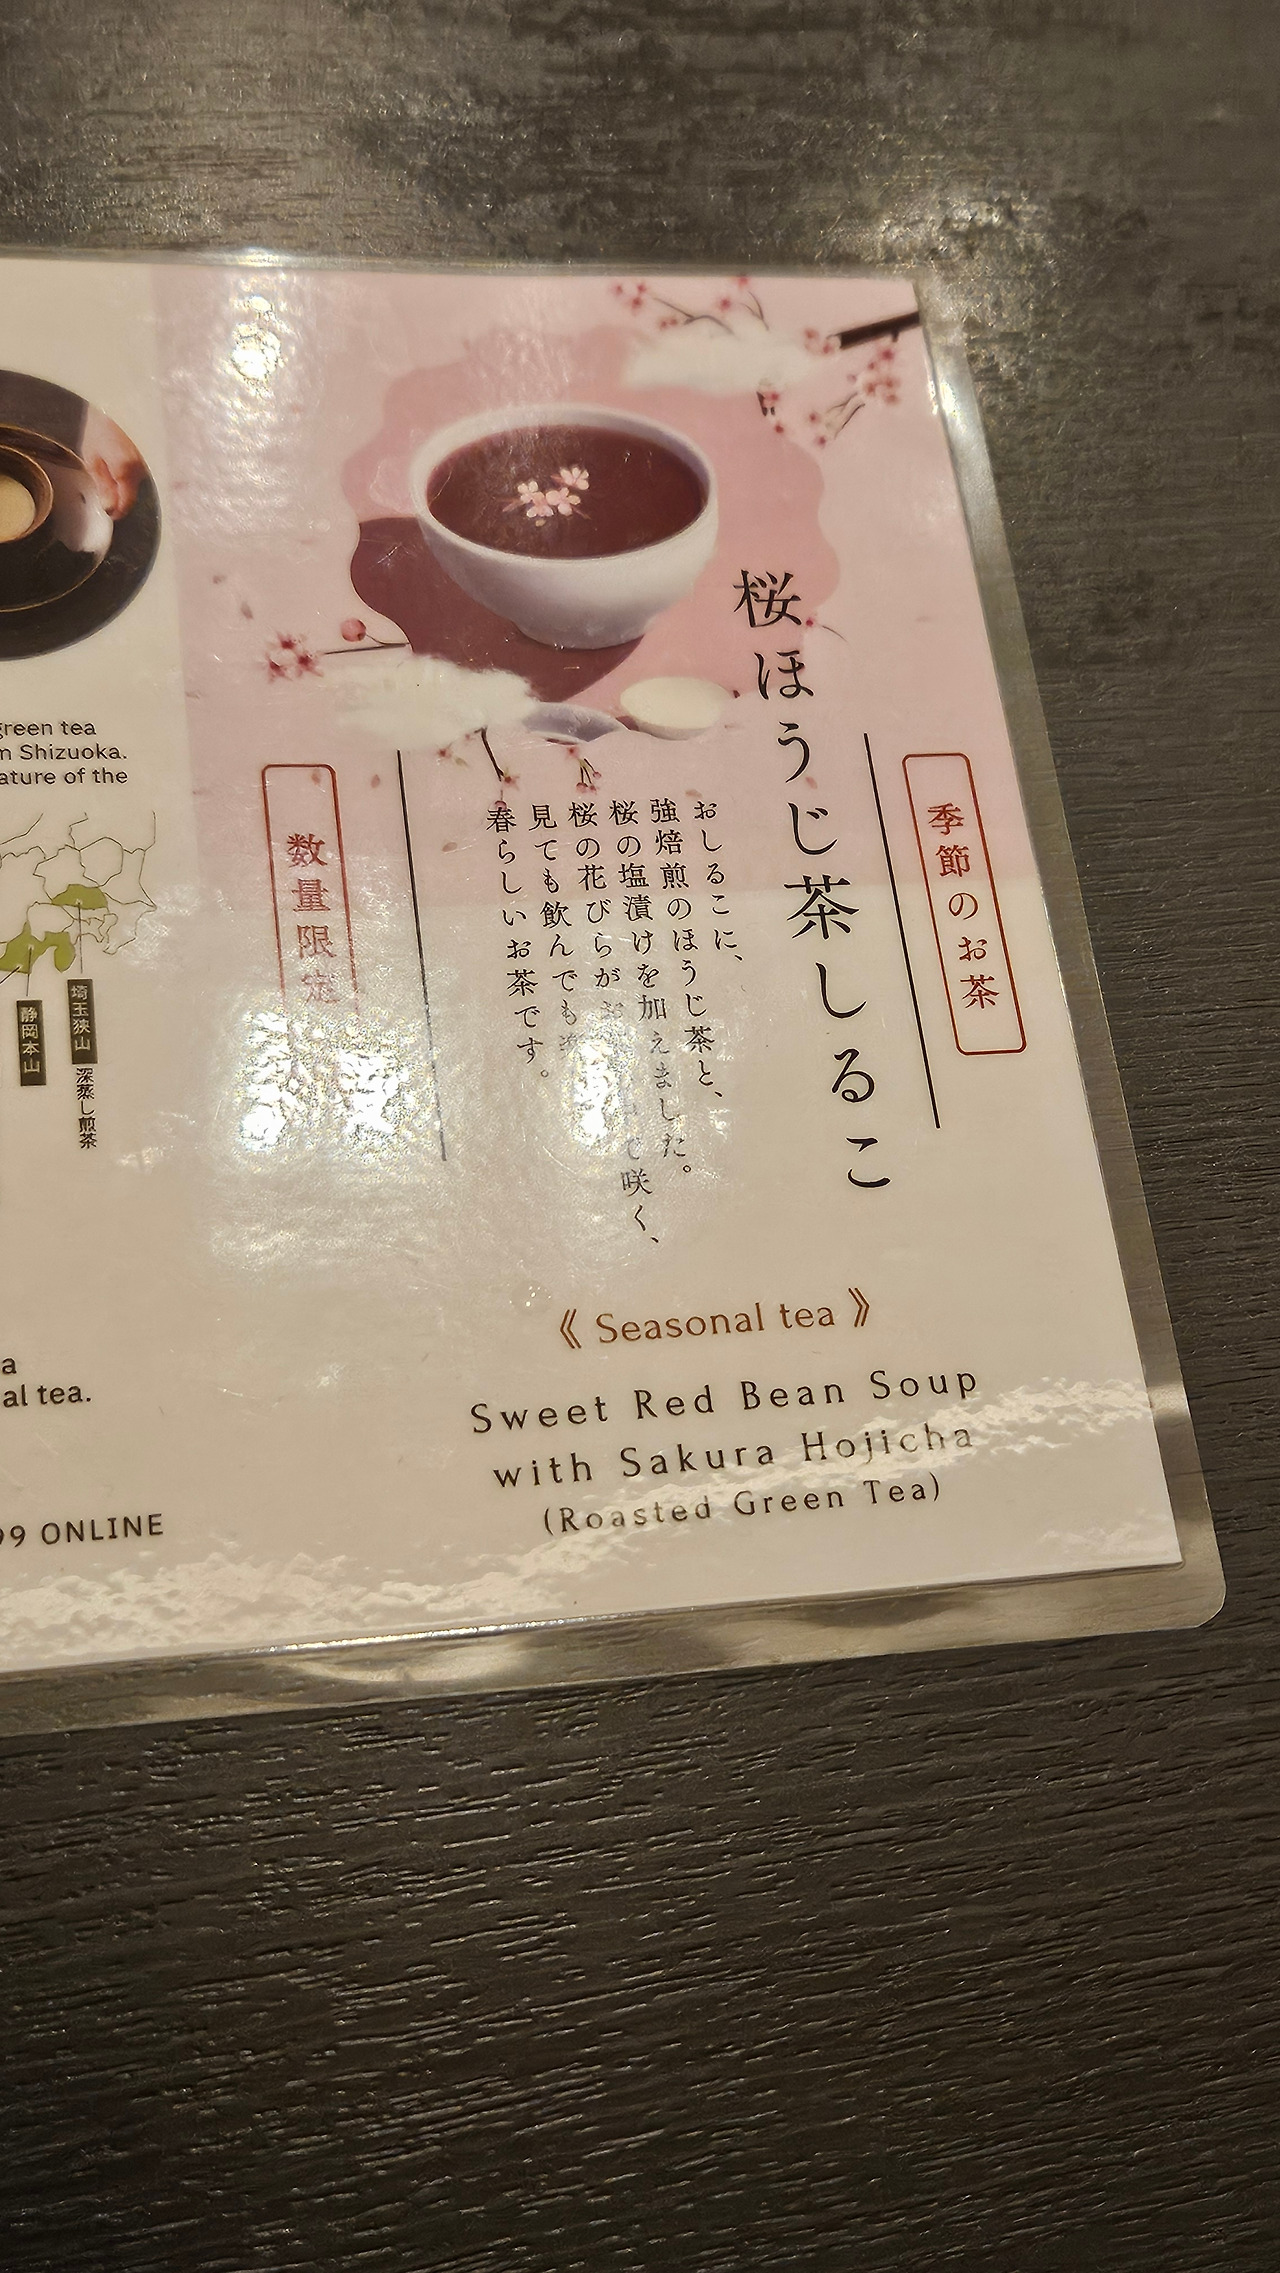 green tea
m Shizuoka.
ature of the
埼玉狭山 深蒸し煎茶
静岡本山
a
al tea.
99 ONLINE
季節のお茶
桜ほうじ茶しるこ
おしるこに、
強焙煎のほうじ茶と、
桜の塩漬けを加えました。
桜の花びらがお で咲く、
見ても飲んでも
春らしいお茶です。
数量限定
《 Seasonal tea 》
Sweet Red Bean Soup
with Sakura Hojicha
(Roasted Green Tea)